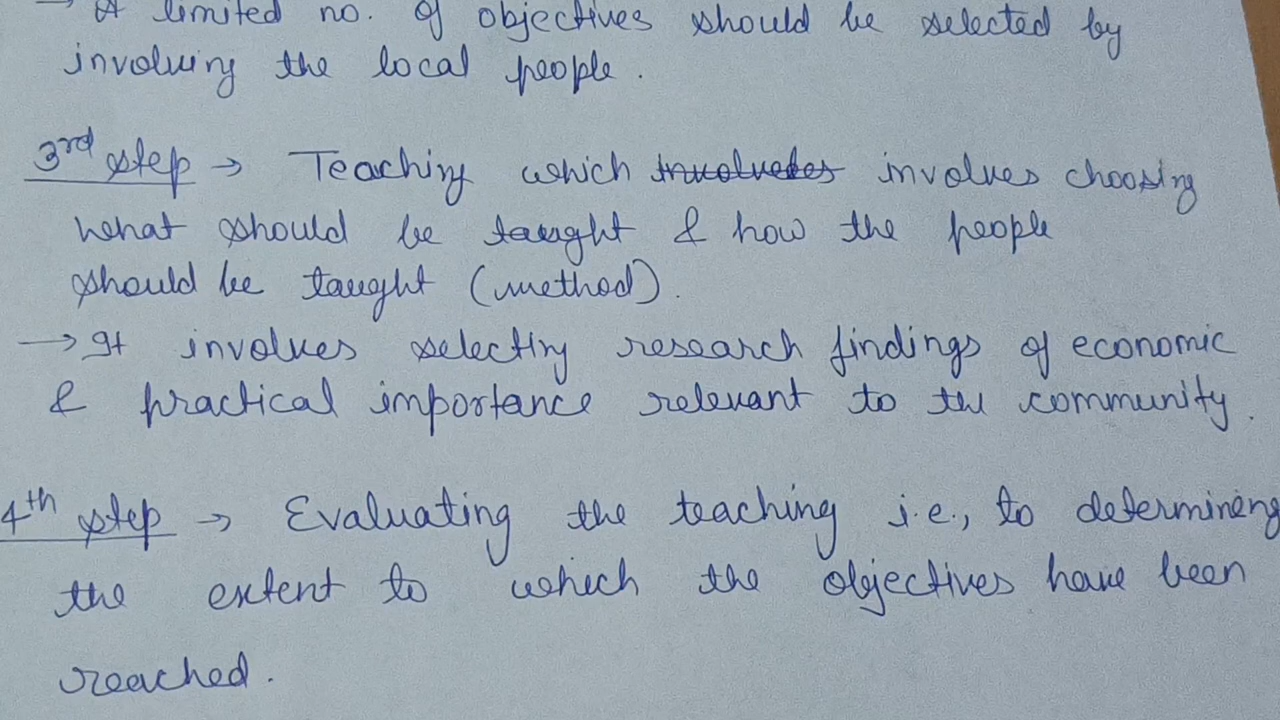 → A limited no. of objectives should be selected by
involving the local people.
3rd step → Teaching which involves choosing
what should be taught & how the people
should be taught (method).
→ It involves selecting research findings of economic
& practical importance relevant to the community.
4th step → Evaluating the teaching i.e., to determining
the extent to which the objectives have been
reached.